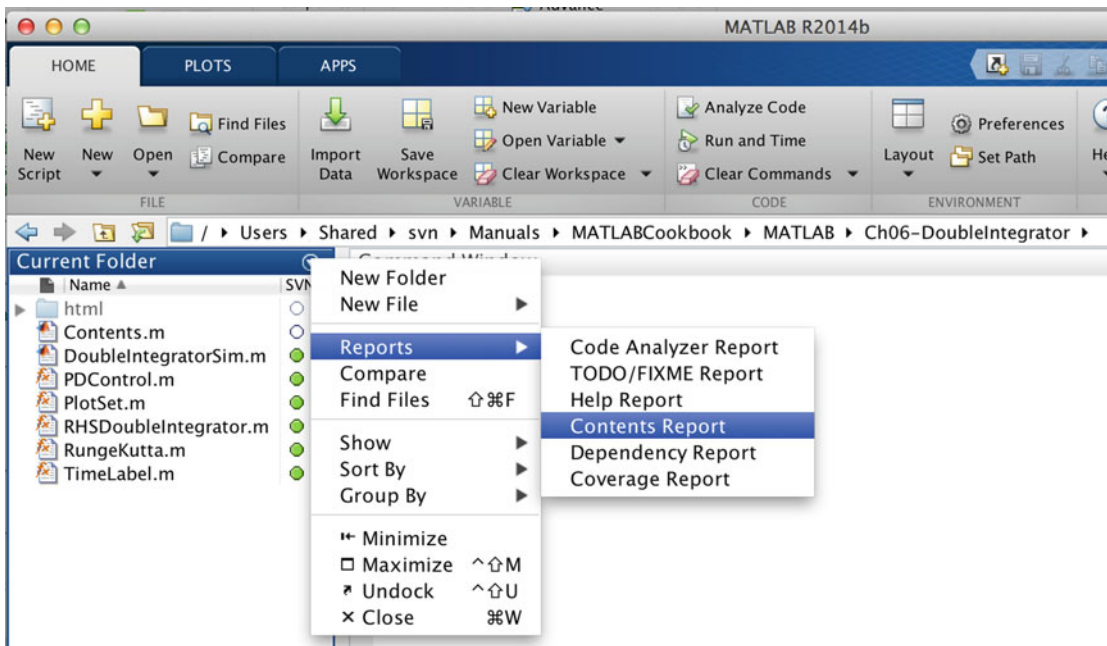 Advance
MATLAB R2014b
HOME PLOTS APPS
New Script
New
Open
Find Files
Compare
FILE
Import Data
Save Workspace
New Variable
Open Variable
Clear Workspace
VARIABLE
Analyze Code
Run and Time
Clear Commands
CODE
Layout
Preferences
Set Path
ENVIRONMENT
/ ▸ Users ▸ Shared ▸ svn ▸ Manuals ▸ MATLABCookbook ▸ MATLAB ▸ Ch06-DoubleIntegrator ▸
Current Folder
Name ▲ SVN
html
Contents.m
DoubleIntegratorSim.m
PDControl.m
PlotSet.m
RHSDoubleIntegrator.m
RungeKutta.m
TimeLabel.m
Command Window
New Folder
New File ▶
Reports ▶
Compare
Find Files ⇧⌘F
Show ▶
Sort By ▶
Group By ▶
Minimize
Maximize ^⇧M
Undock ^⇧U
× Close ⌘W
Code Analyzer Report
TODO/FIXME Report
Help Report
Contents Report
Dependency Report
Coverage Report